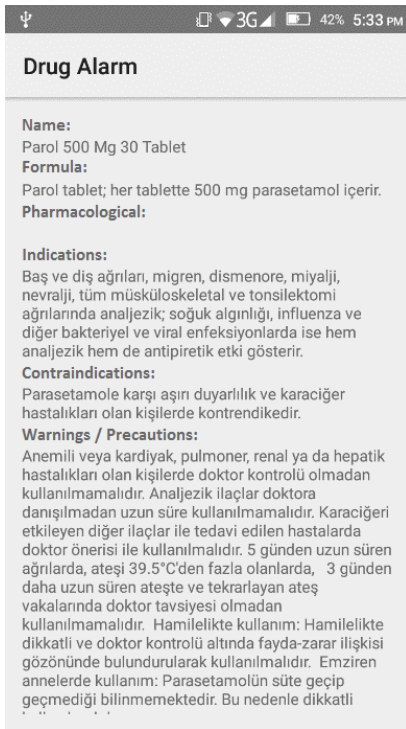 3G 42% 5:33 PM
Drug Alarm
Name:
Parol 500 Mg 30 Tablet
Formula:
Parol tablet; her tablette 500 mg parasetamol içerir.
Pharmacological:
Indications:
Baş ve diş ağrıları, migren, dismenore, miyalji,
nevralji, tüm müsküloskeletal ve tonsilektomi
ağrılarında analjezik; soğuk algınlığı, influenza ve
diğer bakteriyel ve viral enfeksiyonlarda ise hem
analjezik hem de antipiretik etki gösterir.
Contraindications:
Parasetamole karşı aşırı duyarlılık ve karaciğer
hastalıkları olan kişilerde kontrendikedir.
Warnings / Precautions:
Anemili veya kardiyak, pulmoner, renal ya da hepatik
hastalıkları olan kişilerde doktor kontrolü olmadan
kullanılmamalıdır. Analjezik ilaçlar doktora
danışılmadan uzun süre kullanılmamalıdır. Karaciğeri
etkileyen diğer ilaçlar ile tedavi edilen hastalarda
doktor önerisi ile kullanılmalıdır. 5 günden uzun süren
ağrılarda, ateşi 39.5°C'den fazla olanlarda, 3 günden
daha uzun süren ateşte ve tekrarlayan ateş
vakalarında doktor tavsiyesi olmadan
kullanılmamalıdır. Hamilelikte kullanım: Hamilelikte
dikkatli ve doktor kontrolü altında fayda-zarar ilişkisi
gözönünde bulundurularak kullanılmalıdır. Emziren
annelerde kullanım: Parasetamolün süte geçip
geçmediği bilinmemektedir. Bu nedenle dikkatli